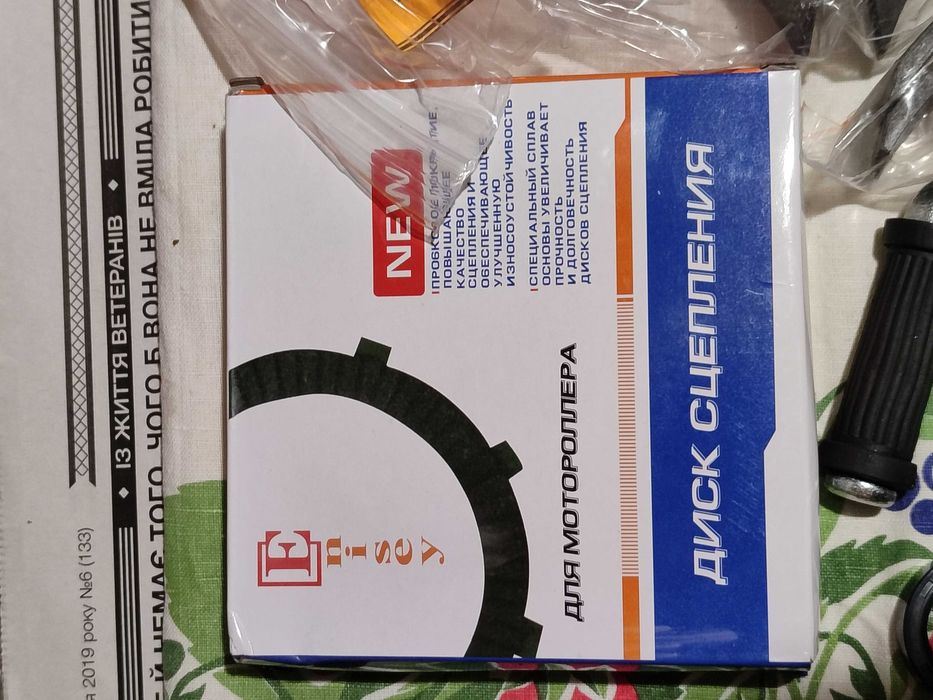 ІЗ ЖИТТЯ ВЕТЕРАНІВ
Й НЕМАЄ ТОГО, ЧОГО Б ВОНА НЕ ВМІЛА РОБИТИ
2019 року №6 (133)
Enisey
NEW
КАЧЕСТВО
СЦЕПЛЕНИЯ И
ОБЕСПЕЧИВАЮЩЕЕ
УЛУЧШЕННУЮ
ИЗНОСОУСТОЙЧИВОСТЬ
СПЕЦИАЛЬНЫЙ СПЛАВ
ОСНОВЫ УВЕЛИЧИВАЕТ
ПРОЧНОСТЬ
И ДОЛГОВЕЧНОСТЬ
ДИСКОВ СЦЕПЛЕНИЯ
ДЛЯ МОТОРОЛЛЕРА
ДИСК СЦЕПЛЕНИЯ